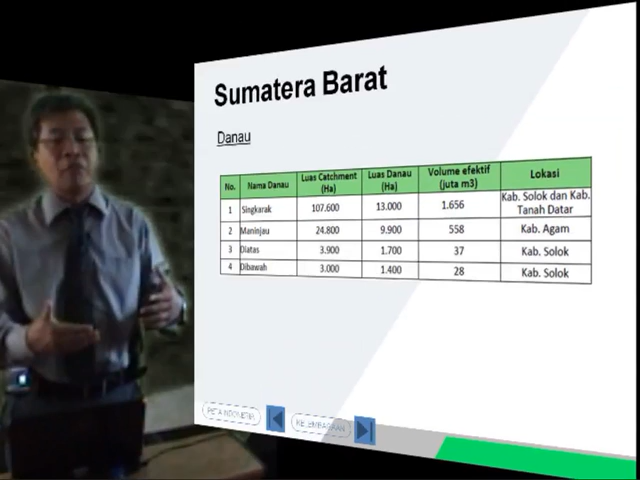 Sumatera Barat
Danau
No. Nama Danau Luas Catchment (Ha) Luas Danau (Ha) Volume efektif (juta m3) Lokasi
1 Singkarak 107.600 13.000 1.656 Kab. Solok dan Kab. Tanah Datar
2 Maninjau 24.800 9.900 558 Kab. Agam
3 Diatas 3.900 1.700 37 Kab. Solok
4 Dibawah 3.000 1.400 28 Kab. Solok
PETA INDONESIA KELEMBAGAAN